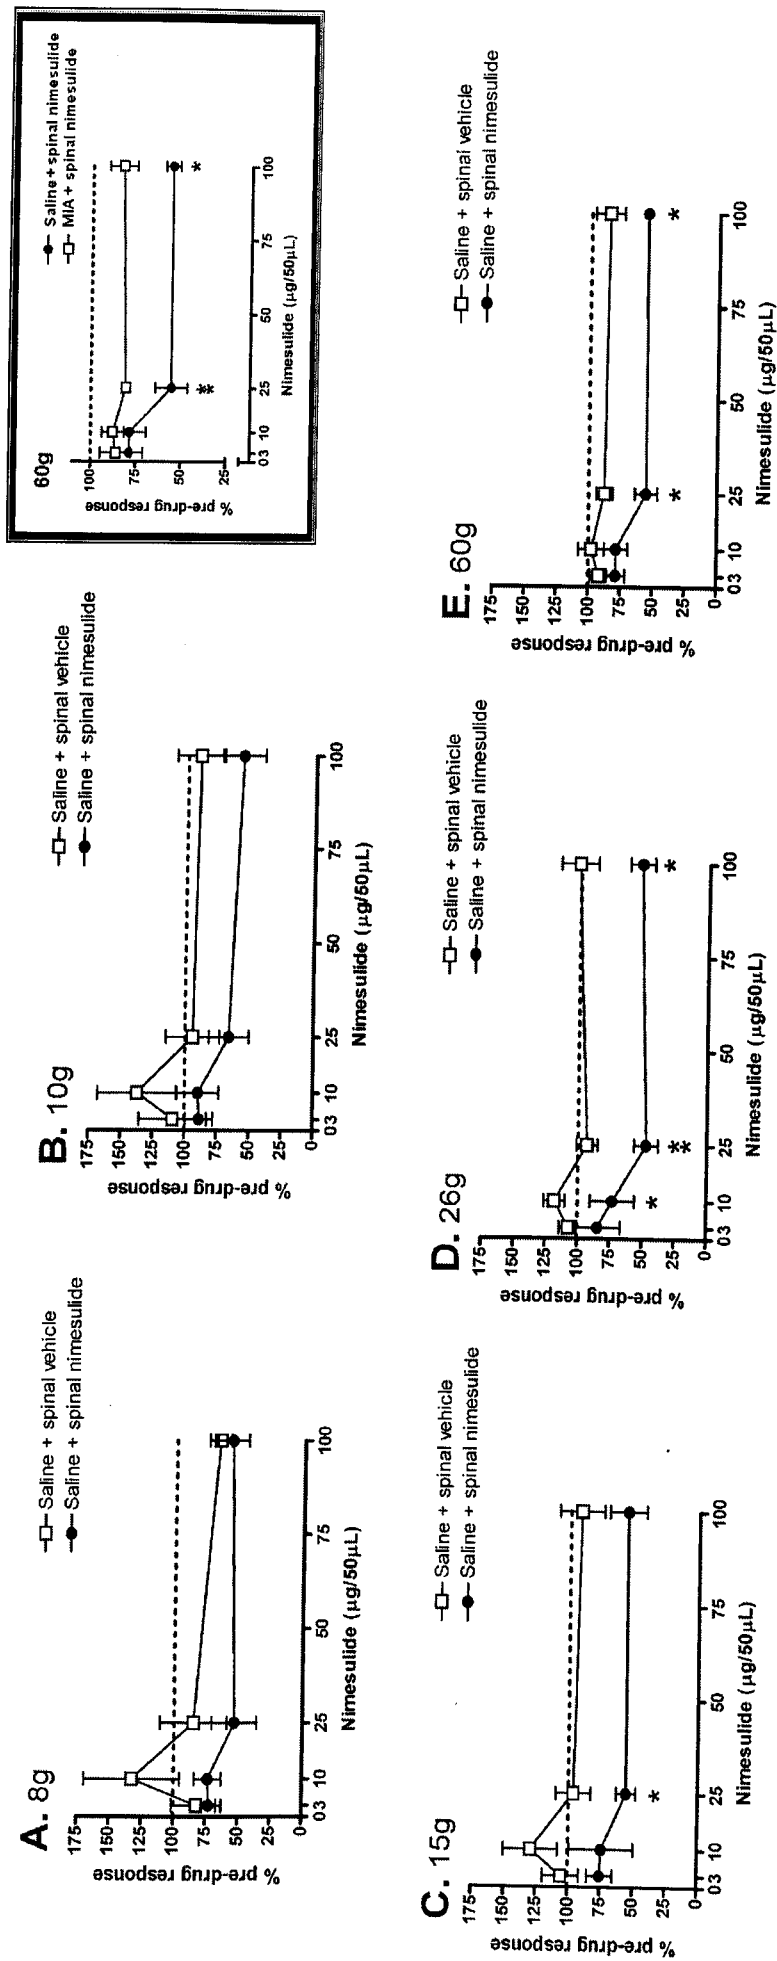 A. 8g
Saline + spinal vehicle
Saline + spinal nimesulide
% pre-drug response
175
150
125
100
75
50
25
0
03 10 25 50 75 100
Nimesulide (µg/50µL)
B. 10g
Saline + spinal vehicle
Saline + spinal nimesulide
% pre-drug response
175
150
125
100
75
50
25
0
03 10 25 50 75 100
Nimesulide (µg/50µL)
60g
Saline + spinal nimesulide
MIA + spinal nimesulide
% pre-drug response
100
75
50
25
**
*
03 10 25 50 75 100
Nimesulide (µg/50µL)
C. 15g
Saline + spinal vehicle
Saline + spinal nimesulide
% pre-drug response
175
150
125
100
75
50
25
0
*
03 10 25 50 75 100
Nimesulide (µg/50µL)
D. 26g
Saline + spinal vehicle
Saline + spinal nimesulide
% pre-drug response
175
150
125
100
75
50
25
0
*
**
*
03 10 25 50 75 100
Nimesulide (µg/50µL)
E. 60g
Saline + spinal vehicle
Saline + spinal nimesulide
% pre-drug response
175
150
125
100
75
50
25
0
*
*
03 10 25 50 75 100
Nimesulide (µg/50µL)